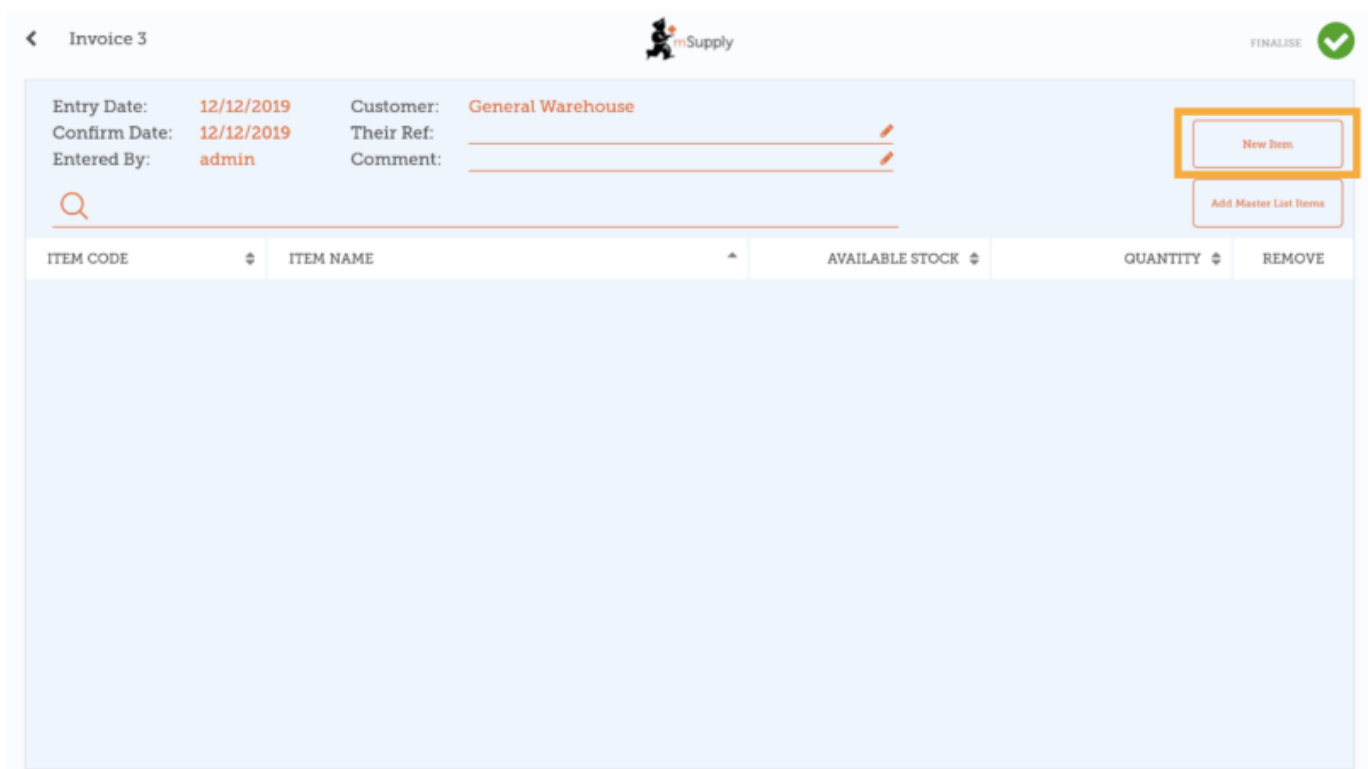 Invoice 3
mSupply
FINALISE
Entry Date: 12/12/2019 Customer: General Warehouse
Confirm Date: 12/12/2019 Their Ref:
Entered By: admin Comment:
New Item
Add Master List Items
ITEM CODE ITEM NAME AVAILABLE STOCK QUANTITY REMOVE